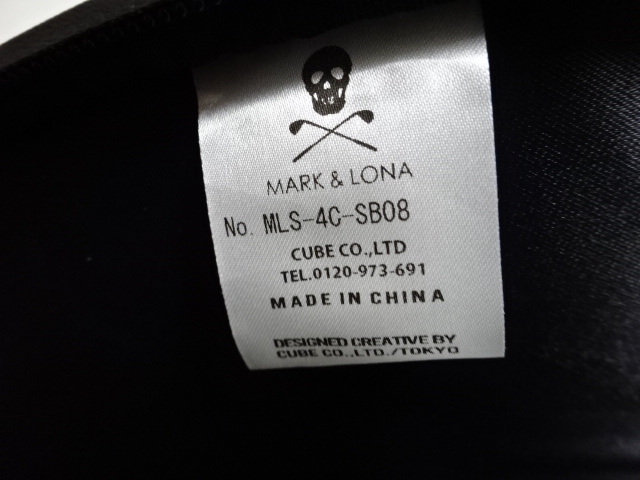 MARK & LONA
No. MLS-4C-SB08
CUBE CO.,LTD
TEL.0120-973-691
MADE IN CHINA
DESIGNED CREATIVE BY
CUBE CO.,LTD./TOKYO